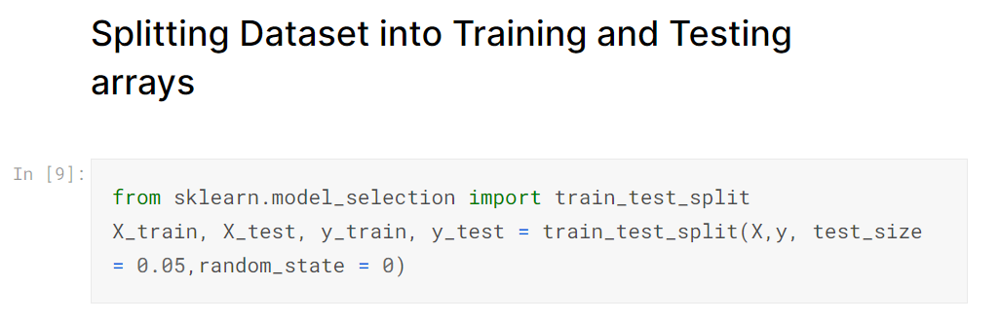 Splitting Dataset into Training and Testing
arrays
In [9]:
from sklearn.model_selection import train_test_split
X_train, X_test, y_train, y_test = train_test_split(X,y, test_size
= 0.05,random_state = 0)